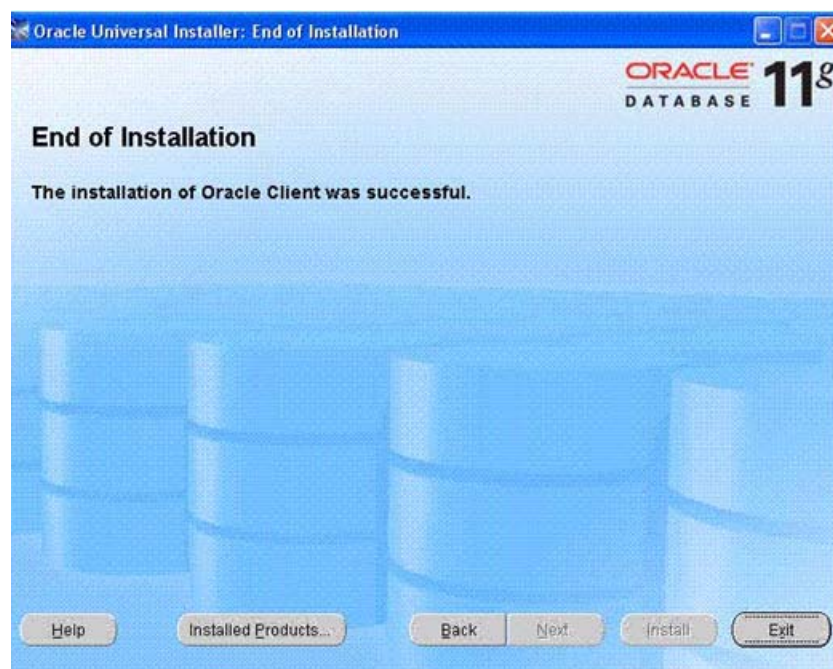 Oracle Universal Installer: End of Installation
ORACLE 11g
DATABASE
End of Installation
The installation of Oracle Client was successful.
Help Installed Products... Back Next Install Exit